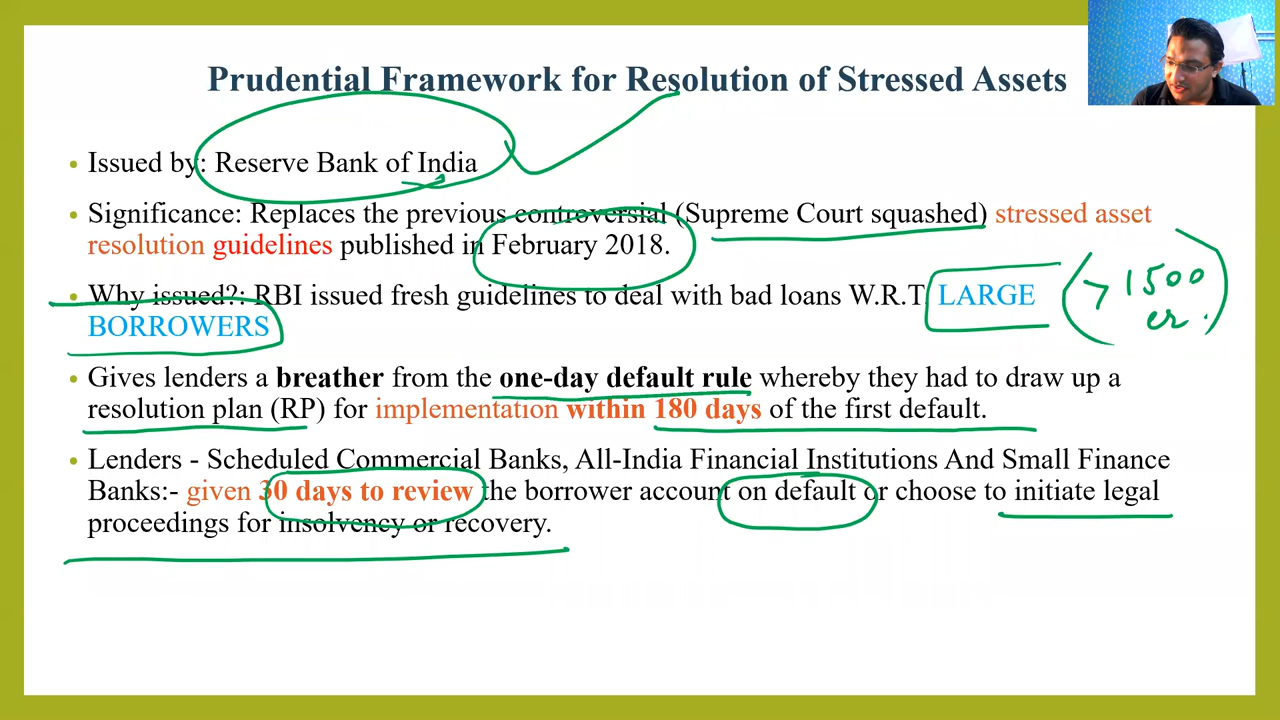 Prudential Framework for Resolution of Stressed Assets
• Issued by: Reserve Bank of India
• Significance: Replaces the previous controversial (Supreme Court squashed) stressed asset
resolution guidelines published in February 2018.
• Why issued?: RBI issued fresh guidelines to deal with bad loans W.R.T. LARGE
BORROWERS
> 1500
cr.
• Gives lenders a breather from the one-day default rule whereby they had to draw up a
resolution plan (RP) for implementation within 180 days of the first default.
• Lenders - Scheduled Commercial Banks, All-India Financial Institutions And Small Finance
Banks:- given 30 days to review the borrower account on default or choose to initiate legal
proceedings for insolvency or recovery.